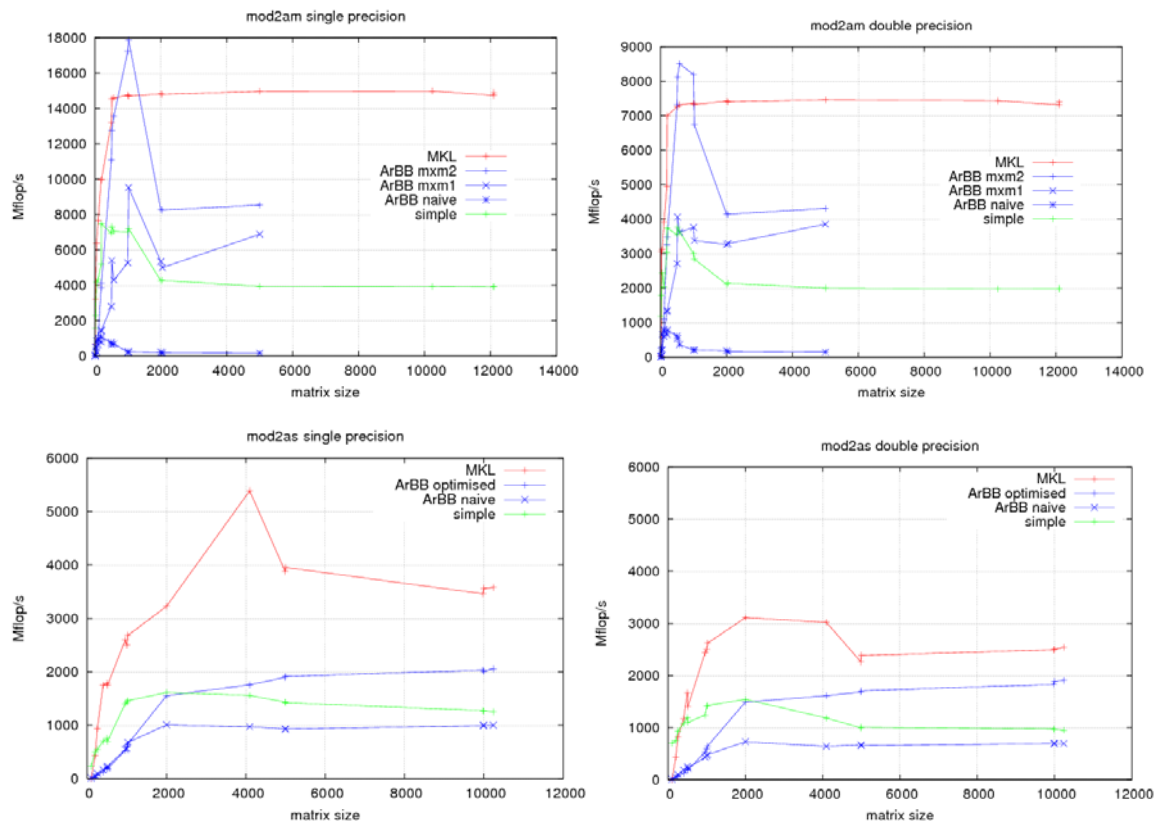 mod2am single precision
18000
16000
14000
12000
10000
8000
6000
4000
2000
0
Mflop/s
MKL
ArBB mxm2
ArBB mxm1
ArBB naive
simple
0 2000 4000 6000 8000 10000 12000 14000
matrix size
mod2am double precision
9000
8000
7000
6000
5000
4000
3000
2000
1000
0
Mflop/s
MKL
ArBB mxm2
ArBB mxm1
ArBB naive
simple
0 2000 4000 6000 8000 10000 12000 14000
matrix size
mod2as single precision
6000
5000
4000
3000
2000
1000
0
Mflop/s
MKL
ArBB optimised
ArBB naive
simple
0 2000 4000 6000 8000 10000 12000
matrix size
mod2as double precision
6000
5000
4000
3000
2000
1000
0
Mflop/s
MKL
ArBB optimised
ArBB naive
simple
0 2000 4000 6000 8000 10000 12000
matrix size